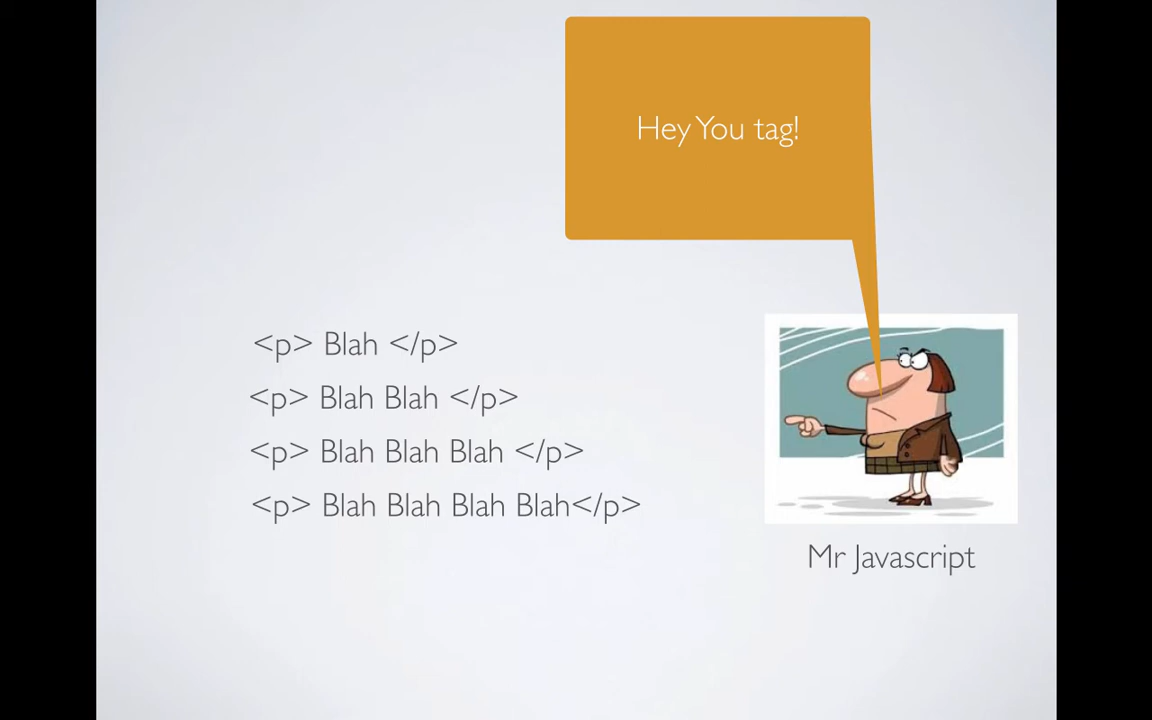 Hey You tag!
<p> Blah </p>
<p> Blah Blah </p>
<p> Blah Blah Blah </p>
<p> Blah Blah Blah Blah</p>
Mr Javascript